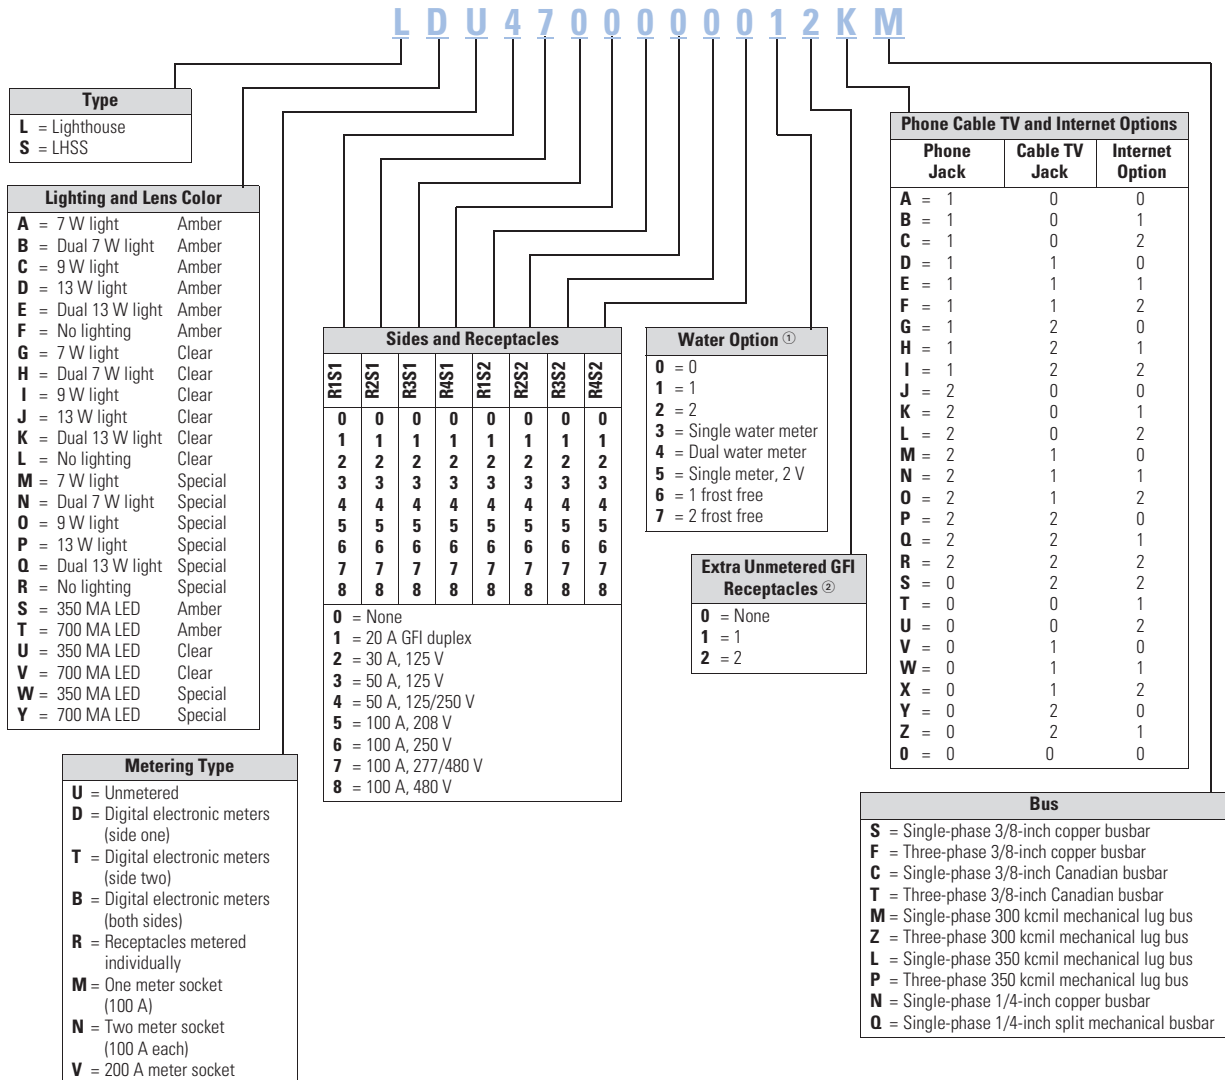 L D U 4 7 0 0 0 0 0 1 2 K M
Type
L = Lighthouse
S = LHSS
Lighting and Lens Color
A = 7 W light Amber
B = Dual 7 W light Amber
C = 9 W light Amber
D = 13 W light Amber
E = Dual 13 W light Amber
F = No lighting Amber
G = 7 W light Clear
H = Dual 7 W light Clear
I = 9 W light Clear
J = 13 W light Clear
K = Dual 13 W light Clear
L = No lighting Clear
M = 7 W light Special
N = Dual 7 W light Special
O = 9 W light Special
P = 13 W light Special
Q = Dual 13 W light Special
R = No lighting Special
S = 350 MA LED Amber
T = 700 MA LED Amber
U = 350 MA LED Clear
V = 700 MA LED Clear
W = 350 MA LED Special
Y = 700 MA LED Special
Metering Type
U = Unmetered
D = Digital electronic meters
(side one)
T = Digital electronic meters
(side two)
B = Digital electronic meters
(both sides)
R = Receptacles metered
individually
M = One meter socket
(100 A)
N = Two meter socket
(100 A each)
V = 200 A meter socket
Sides and Receptacles
R1S1 R2S1 R3S1 R4S1 R1S2 R2S2 R3S2 R4S2
0 0 0 0 0 0 0 0
1 1 1 1 1 1 1 1
2 2 2 2 2 2 2 2
3 3 3 3 3 3 3 3
4 4 4 4 4 4 4 4
5 5 5 5 5 5 5 5
6 6 6 6 6 6 6 6
7 7 7 7 7 7 7 7
8 8 8 8 8 8 8 8
0 = None
1 = 20 A GFI duplex
2 = 30 A, 125 V
3 = 50 A, 125 V
4 = 50 A, 125/250 V
5 = 100 A, 208 V
6 = 100 A, 250 V
7 = 100 A, 277/480 V
8 = 100 A, 480 V
Water Option ①
0 = 0
1 = 1
2 = 2
3 = Single water meter
4 = Dual water meter
5 = Single meter, 2 V
6 = 1 frost free
7 = 2 frost free
Extra Unmetered GFI
Receptacles ②
0 = None
1 = 1
2 = 2
Phone Cable TV and Internet Options
Phone Cable TV Internet
Jack Jack Option
A = 1 0 0
B = 1 0 1
C = 1 0 2
D = 1 1 0
E = 1 1 1
F = 1 1 2
G = 1 2 0
H = 1 2 1
I = 1 2 2
J = 2 0 0
K = 2 0 1
L = 2 0 2
M = 2 1 0
N = 2 1 1
O = 2 1 2
P = 2 2 0
Q = 2 2 1
R = 2 2 2
S = 0 2 2
T = 0 0 1
U = 0 0 2
V = 0 1 0
W = 0 1 1
X = 0 1 2
Y = 0 2 0
Z = 0 2 1
0 = 0 0 0
Bus
S = Single-phase 3/8-inch copper busbar
F = Three-phase 3/8-inch copper busbar
C = Single-phase 3/8-inch Canadian busbar
T = Three-phase 3/8-inch Canadian busbar
M = Single-phase 300 kcmil mechanical lug bus
Z = Three-phase 300 kcmil mechanical lug bus
L = Single-phase 350 kcmil mechanical lug bus
P = Three-phase 350 kcmil mechanical lug bus
N = Single-phase 1/4-inch copper busbar
Q = Single-phase 1/4-inch split mechanical busbar